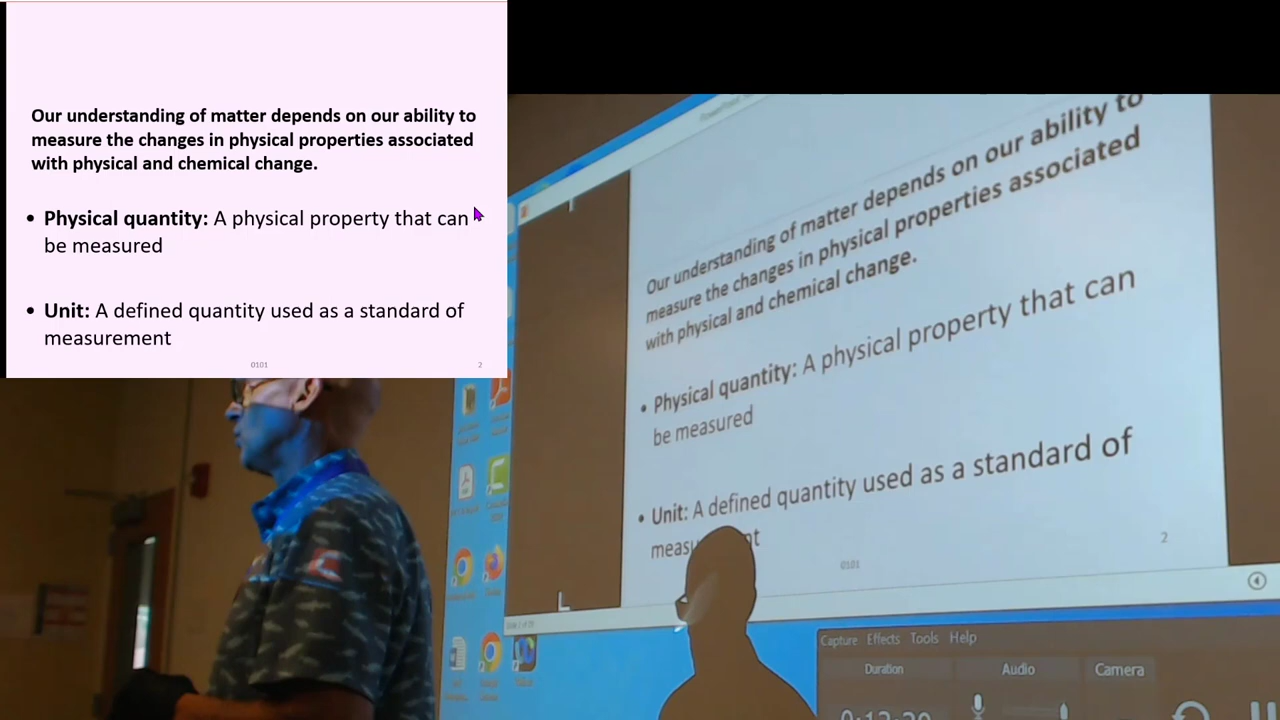 Our understanding of matter depends on our ability to
measure the changes in physical properties associated
with physical and chemical change.
• Physical quantity: A physical property that can
be measured
• Unit: A defined quantity used as a standard of
measurement
0101
2
Our understanding of matter depends on our ability to
measure the changes in physical properties associated
with physical and chemical change.
• Physical quantity: A physical property that can
be measured
• Unit: A defined quantity used as a standard of
0101
2
Capture Effects Tools Help
Duration Audio Camera